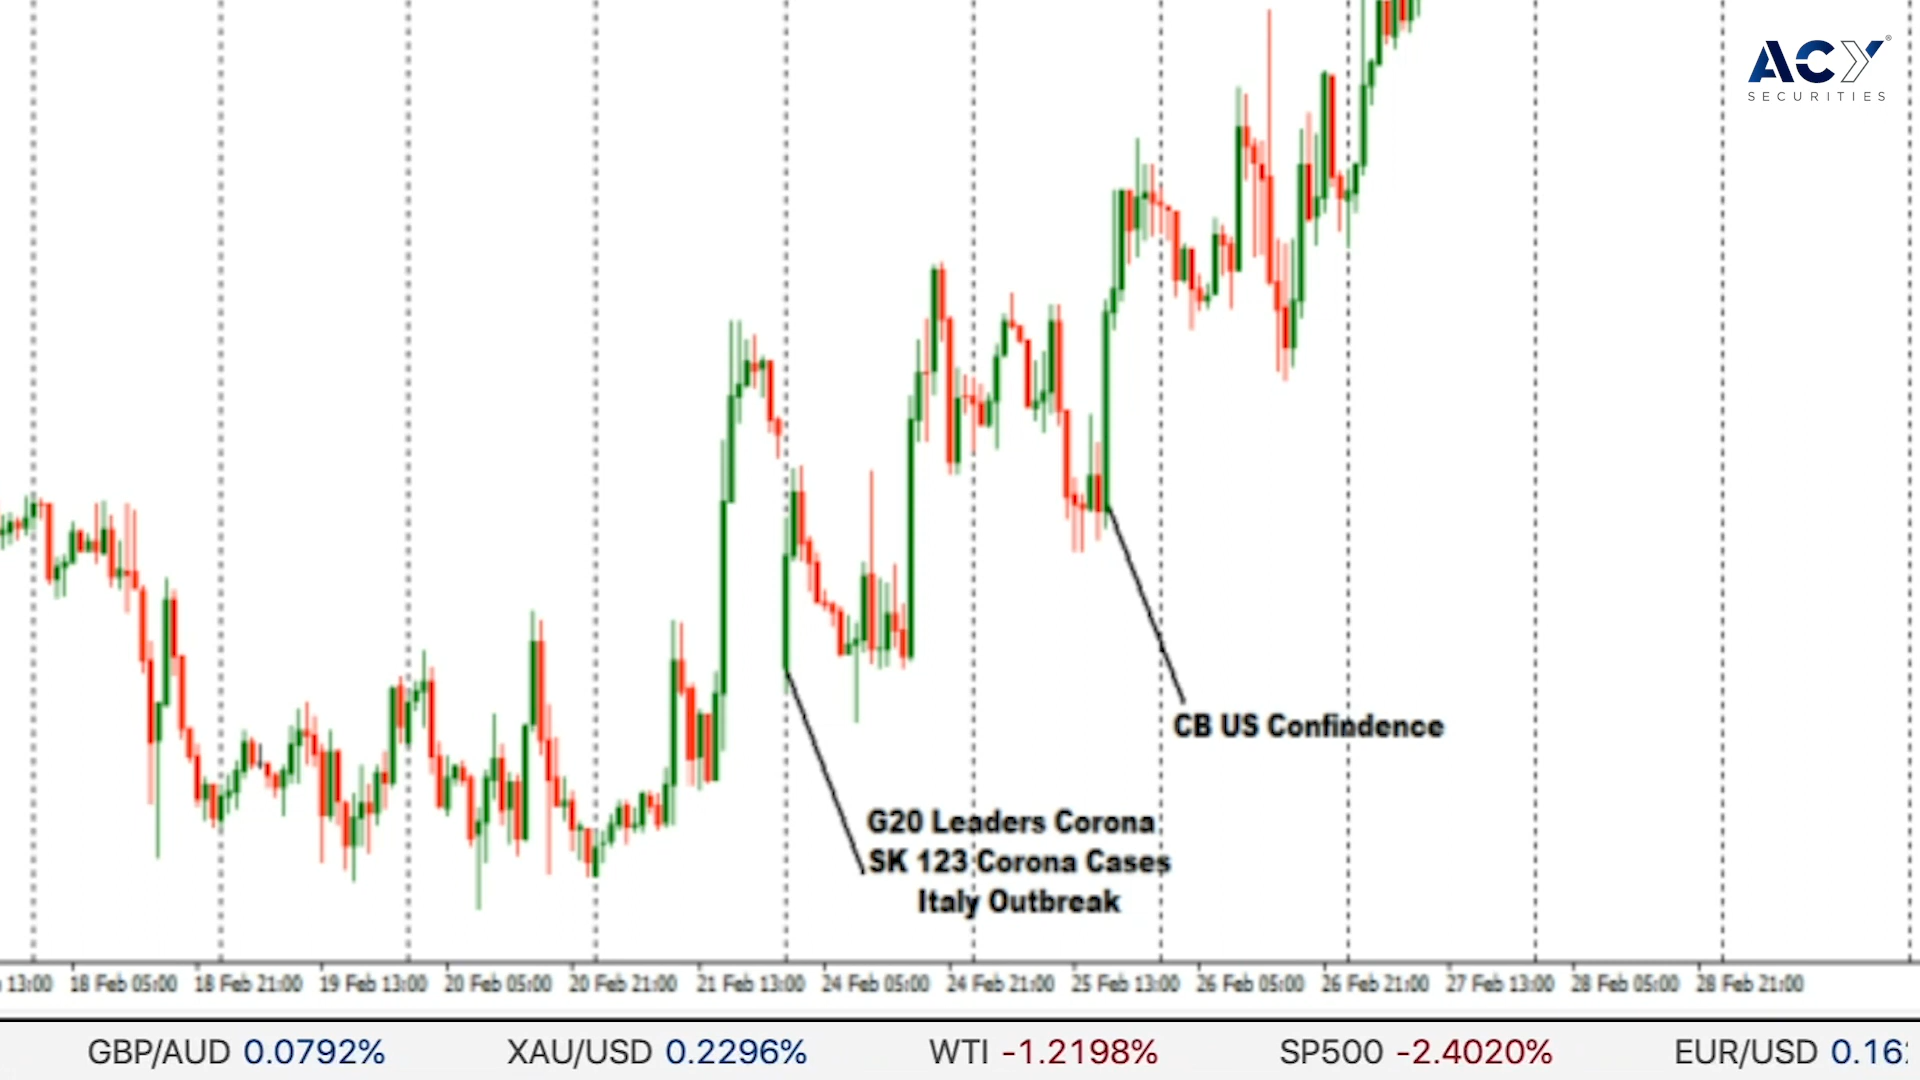 ACY
SECURITIES
CB US Confindence
G20 Leaders Corona
SK 123 Corona Cases
Italy Outbreak
13:00 18 Feb 05:00 18 Feb 21:00 19 Feb 13:00 20 Feb 05:00 20 Feb 21:00 21 Feb 13:00 24 Feb 05:00 24 Feb 21:00 25 Feb 13:00 26 Feb 05:00 26 Feb 21:00 27 Feb 13:00 28 Feb 05:00 28 Feb 21:00
GBP/AUD 0.0792% XAU/USD 0.2296% WTI -1.2198% SP500 -2.4020% EUR/USD 0.16